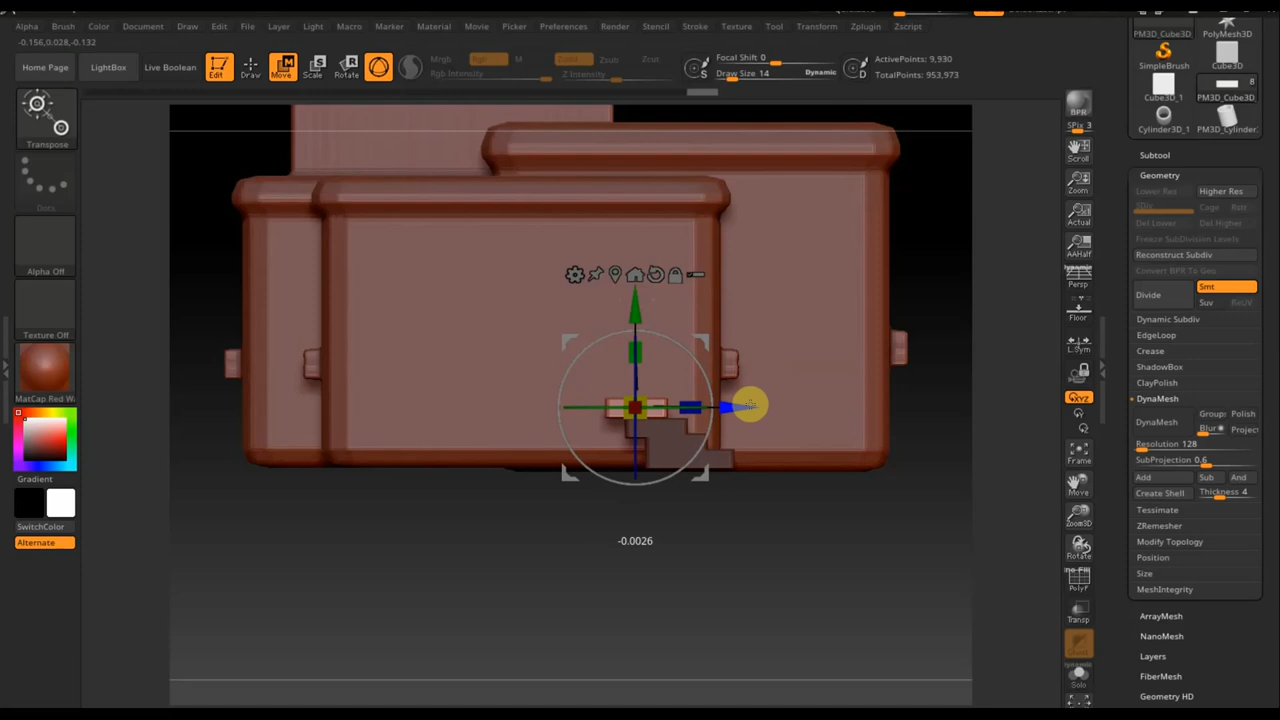 Alpha Brush Color Document Draw Edit File Layer Light Macro Marker Material Movie Picker Preferences Render Stencil Stroke Texture Tool Transform Zplugin Zscript
-0.156,0.028,-0.132
Home Page LightBox Live Boolean Edit Draw Move Scale Rotate
Mrgb Rgb M
Rgb Intensity
Zadd Zsub Zcut
Z Intensity
S
Focal Shift 0
Draw Size 14 Dynamic
D
ActivePoints: 9,930
TotalPoints: 953,973
Transpose
Dots
Alpha Off
Texture Off
MatCap Red Wa
Gradient
SwitchColor
Alternate
-0.0026
BPR
SPix 3
Scroll
Zoom
Actual
AAHalf
Dynamic
Persp
Floor
L.Sym
XYZ
Frame
Move
Zoom3D
Rotate
PolyF
Transp
Ghost
Dynamic
Solo
PM3D_Cube3D_ PolyMesh3D
SimpleBrush Cube3D
8
Cube3D_1 PM3D_Cube3D_
Cylinder3D_1 PM3D_Cylinder3
Subtool
Geometry
Lower Res Higher Res
SDiv Cage Rstr
Del Lower Del Higher
Freeze SubDivision Levels
Reconstruct Subdiv
Convert BPR To Geo
Divide Smt
Suv ReUV
Dynamic Subdiv
EdgeLoop
Crease
ShadowBox
ClayPolish
DynaMesh
DynaMesh Groups Polish
Blur Project
Resolution 128
SubProjection 0.6
Add Sub And
Create Shell Thickness 4
Tessimate
ZRemesher
Modify Topology
Position
Size
MeshIntegrity
ArrayMesh
NanoMesh
Layers
FiberMesh
Geometry HD